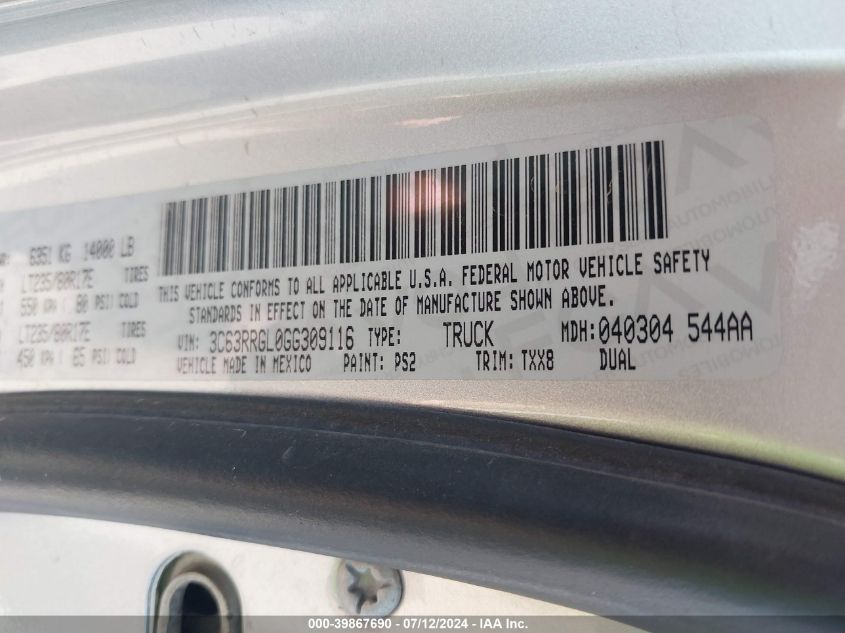 6351 KG 14000 LB
LT235/80R17E TIRES
550 KPA / 80 PSI COLD
LT235/80R17E TIRES
450 KPA / 65 PSI COLD
THIS VEHICLE CONFORMS TO ALL APPLICABLE U.S.A. FEDERAL MOTOR VEHICLE SAFETY
STANDARDS IN EFFECT ON THE DATE OF MANUFACTURE SHOWN ABOVE.
VIN: 3C63RRGL0GG309116 TYPE: TRUCK MDH: 040304 544AA
VEHICLE MADE IN MEXICO PAINT: PS2 TRIM: TXX8 DUAL
000-39867690 - 07/12/2024 - IAA Inc.